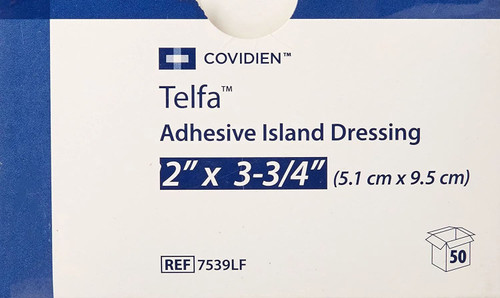 COVIDIEN™
Telfa™
Adhesive Island Dressing
2" x 3-3/4" (5.1 cm x 9.5 cm)
REF 7539LF
50